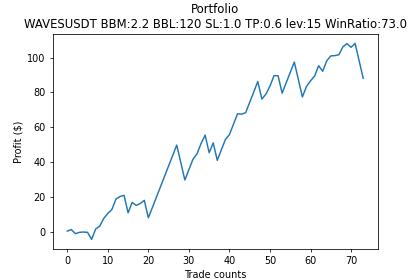 Portfolio
WAVESUSDT BBM:2.2 BBL:120 SL:1.0 TP:0.6 lev:15 WinRatio:73.0
100
80
60
40
20
0
Profit ($)
0 10 20 30 40 50 60 70
Trade counts